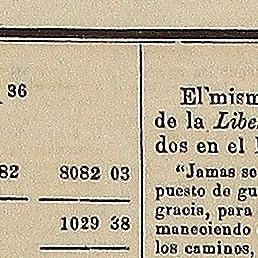 36
82 8082 03
1029 38
El mism
de la Libe
dos en el
"Jamas se
puesto de gu
gracia, para
maneciendo
los caminos,